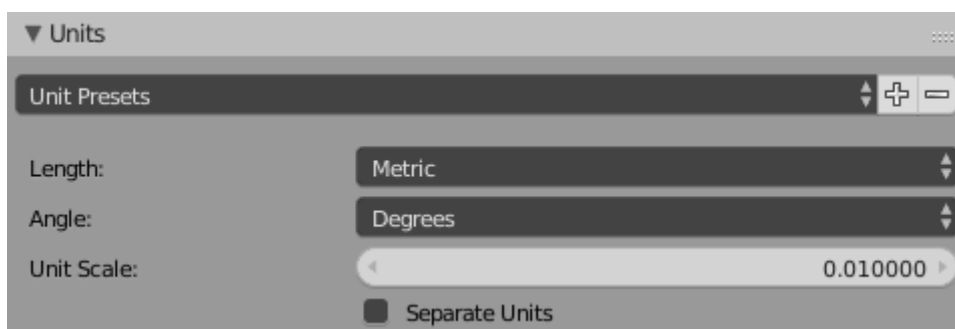 Units
Unit Presets
Length: Metric
Angle: Degrees
Unit Scale: 0.010000
Separate Units